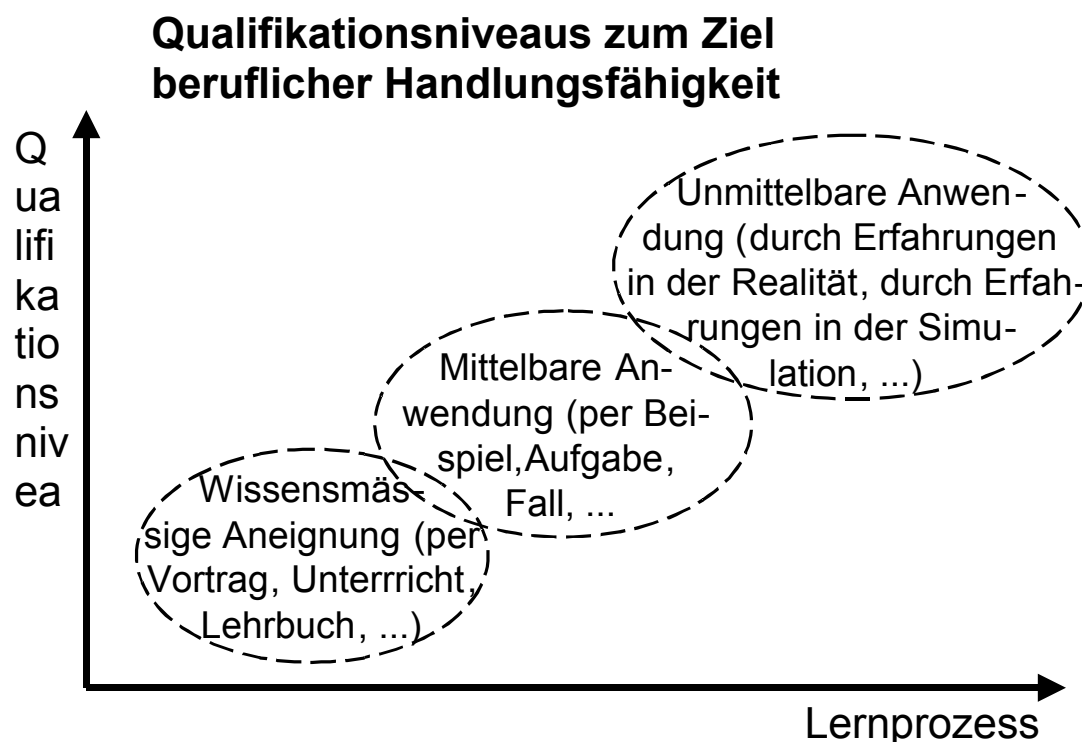 Qualifikationsniveaus zum Ziel
beruflicher Handlungsfähigkeit
Q
ua
lifi
ka
tio
ns
niv
ea
Unmittelbare Anwen-
dung (durch Erfahrungen
in der Realität, durch Erfah-
rungen in der Simu-
lation, ...)
Mittelbare An-
wendung (per Bei-
spiel,Aufgabe,
Fall, ...
Wissensmäs-
sige Aneignung (per
Vortrag, Unterrricht,
Lehrbuch, ...)
Lernprozess